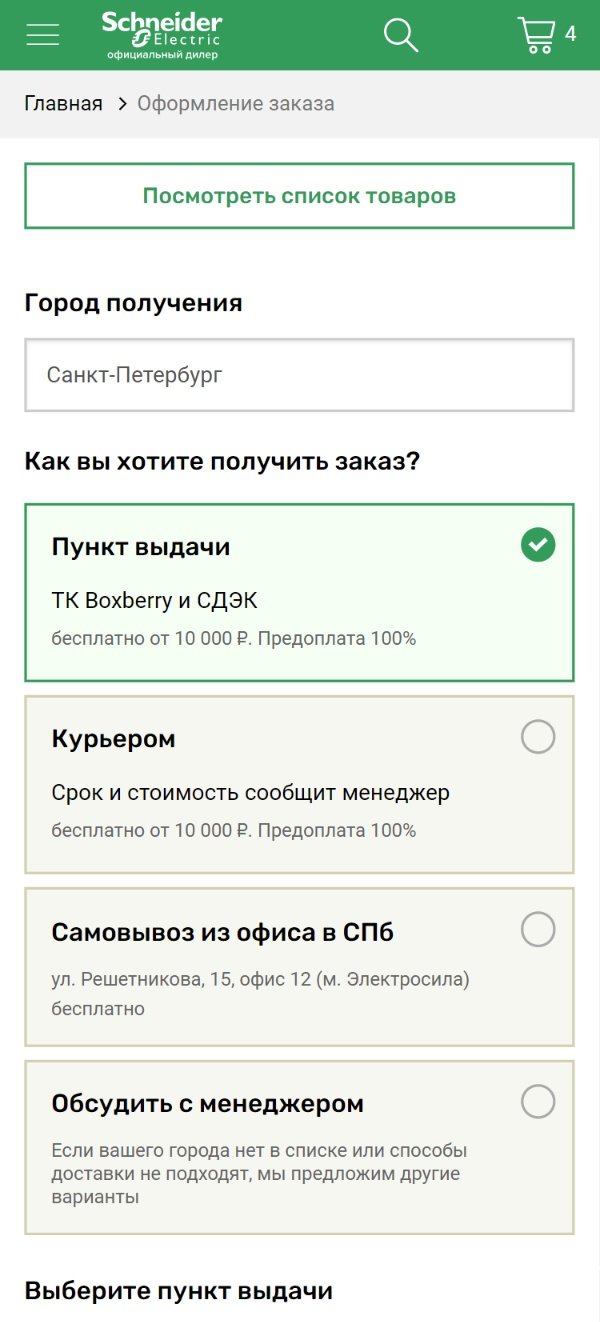 Schneider
Electric
официальный дилер
4
Главная > Оформление заказа
Посмотреть список товаров
Город получения
Санкт-Петербург
Как вы хотите получить заказ?
Пункт выдачи
ТК Boxberry и СДЭК
бесплатно от 10 000 ₽. Предоплата 100%
Курьером
Срок и стоимость сообщит менеджер
бесплатно от 10 000 ₽. Предоплата 100%
Самовывоз из офиса в СПб
ул. Решетникова, 15, офис 12 (м. Электросила)
бесплатно
Обсудить с менеджером
Если вашего города нет в списке или способы
доставки не подходят, мы предложим другие
варианты
Выберите пункт выдачи